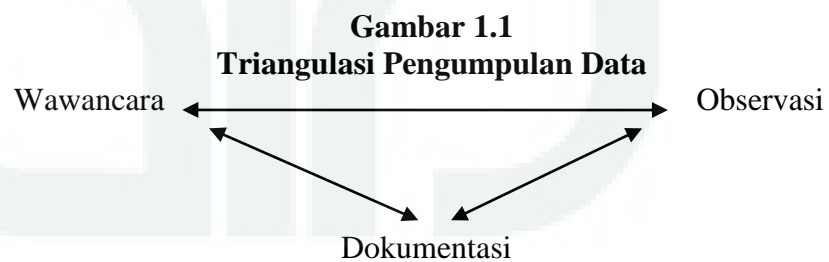 Gambar 1.1
Triangulasi Pengumpulan Data
Wawancara Observasi
Dokumentasi